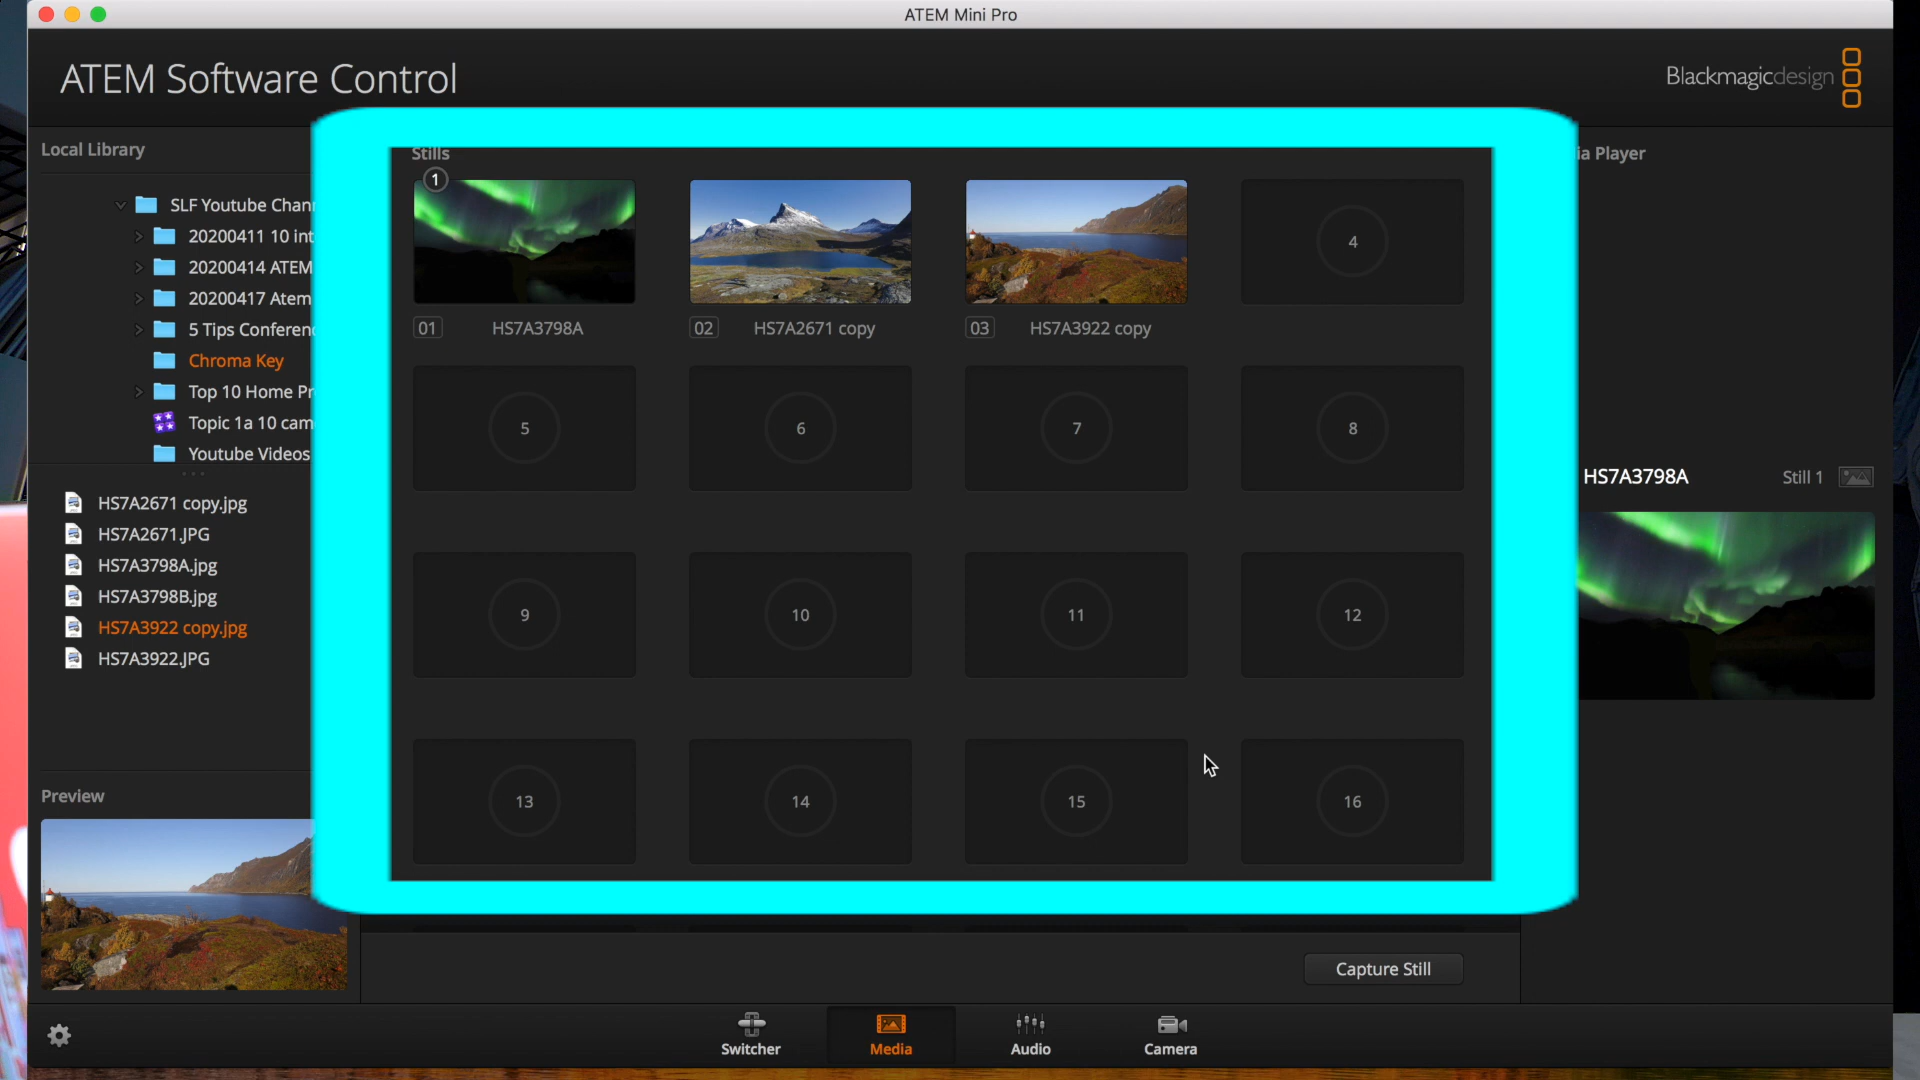 ATEM Mini Pro
ATEM Software Control
Blackmagicdesign
Local Library
SLF Youtube Chan
20200411 10 int
20200414 ATEM
20200417 Atem
5 Tips Conferen
Chroma Key
Top 10 Home Pr
Topic 1a 10 cam
Youtube Videos
HS7A2671 copy.jpg
HS7A2671.JPG
HS7A3798A.jpg
HS7A3798B.jpg
HS7A3922 copy.jpg
HS7A3922.JPG
Preview
Stills
1
01 HS7A3798A
02 HS7A2671 copy
03 HS7A3922 copy
4
5 6 7 8
9 10 11 12
13 14 15 16
Capture Still
ia Player
HS7A3798A Still 1
Switcher Media Audio Camera